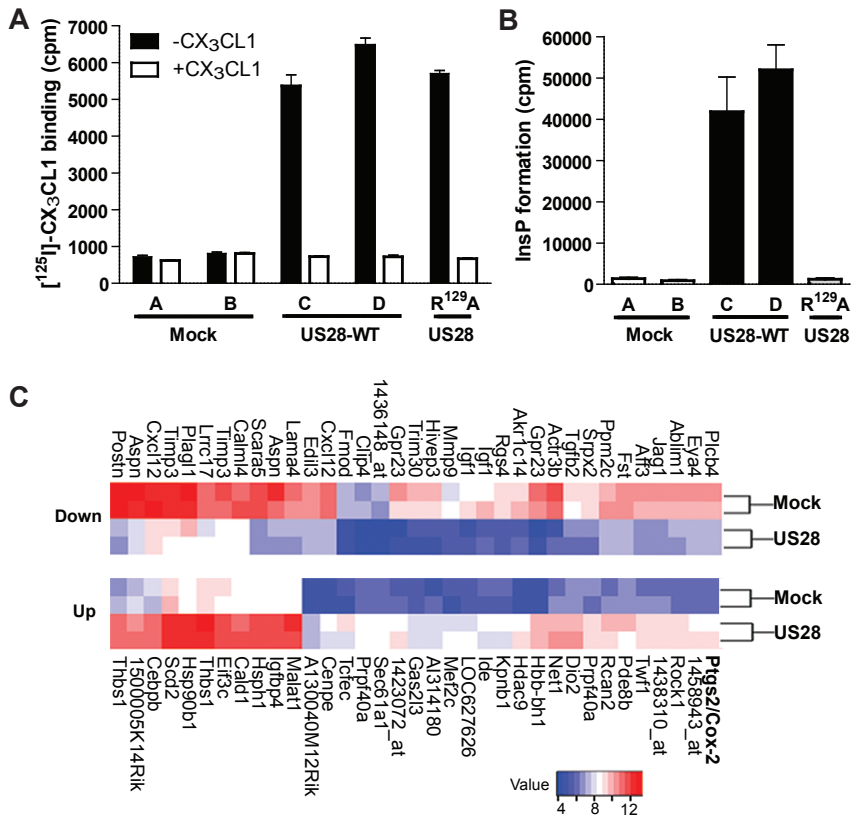 A
[¹²⁵I]-CX₃CL1 binding (cpm)
7000
6000
5000
4000
3000
2000
1000
0
-CX₃CL1
+CX₃CL1
A
B
C
D
R¹²⁹A
Mock
US28-WT
US28
B
InsP formation (cpm)
60000
50000
40000
30000
20000
10000
0
A
B
C
D
R¹²⁹A
Mock
US28-WT
US28
C
Postn
Aspn
Cxcl12
Timp3
Plagl1
Lrrc17
Timp3
Calml4
Scara5
Aspn
Lama4
Edil3
Cxcl12
Fmod
Clip4
1436148_at
Gpr23
Trim30
Hivep3
Mmp9
Igf1
Igf1
Rgs4
Akr1c14
Gpr23
Actr3b
Tgfb2
Srpx2
Ppm2c
Fst
Aff3
Jag1
Ablim1
Eya4
Plcb4
Down
Mock
US28
Up
Mock
US28
Thbs1
1500005K14Rik
Cebpb
Scd2
Hsp90b1
Thbs1
Eif3c
Cald1
Hsph1
Igfbp4
Malat1
A130040M12Rik
Cenpe
Tcfec
Prpf40a
Sec61a1
1423072_at
Gas2l3
AI314180
Mef2c
LOC627626
Ide
Kpnb1
Hdac9
Hbb-bh1
Net1
Dio2
Prpf40a
Rcan2
Pde8b
Twf1
1438310_at
Rock1
1458943_at
Ptgs2/Cox-2
Value
4
8
12